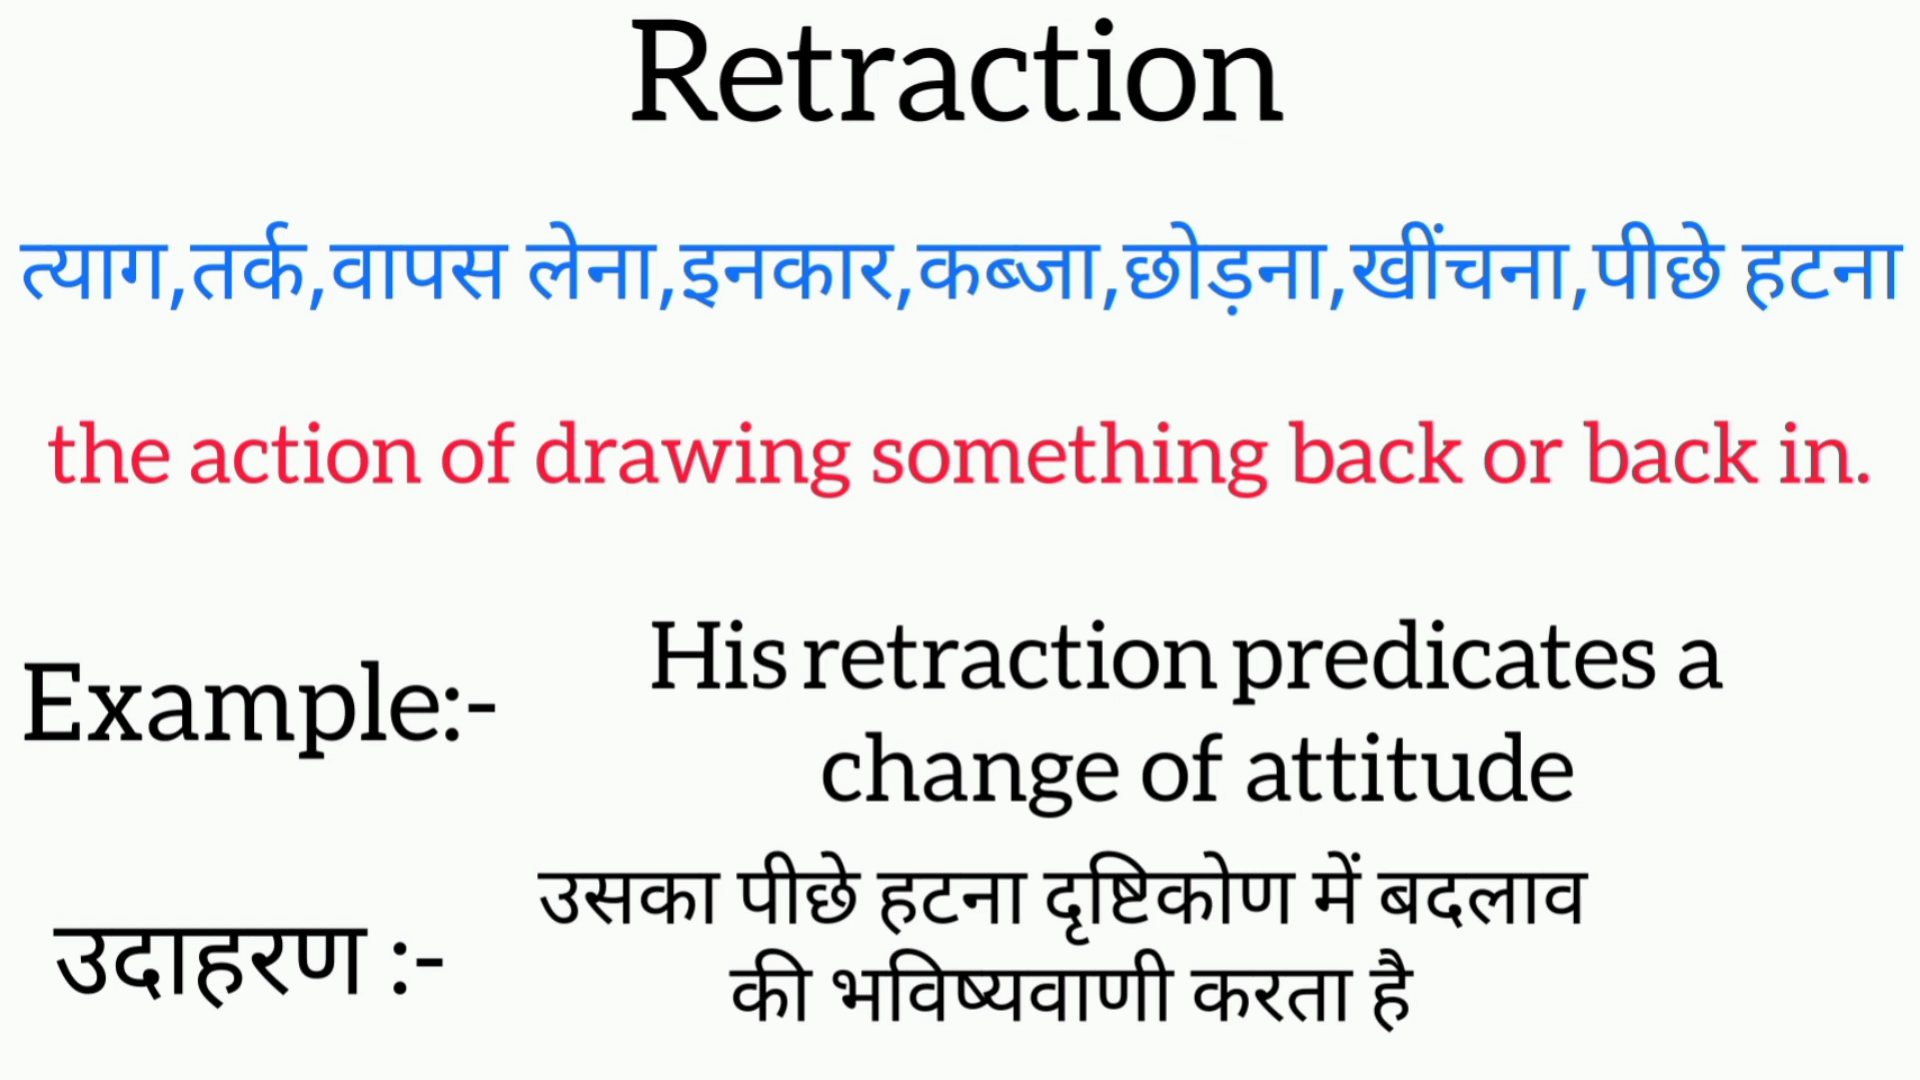 Retraction
त्याग,तर्क,वापस लेना,इनकार,कब्जा,छोड़ना,खींचना,पीछे हटना
the action of drawing something back or back in.
Example:-
His retraction predicates a
change of attitude
उदाहरण :-
उसका पीछे हटना दृष्टिकोण में बदलाव
की भविष्यवाणी करता है